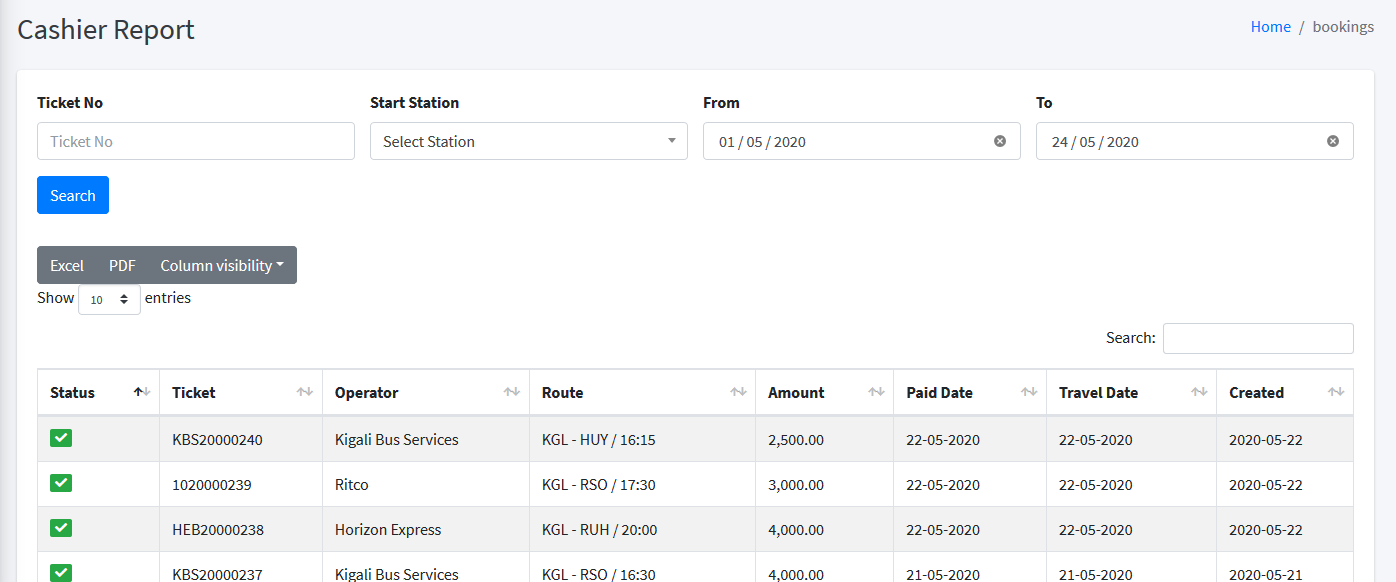 Cashier Report
Home / bookings
Ticket No Start Station From To
Ticket No Select Station 01 / 05 / 2020 24 / 05 / 2020
Search
Excel PDF Column visibility
Show 10 entries
Search:
Status Ticket Operator Route Amount Paid Date Travel Date Created
KBS20000240 Kigali Bus Services KGL - HUY / 16:15 2,500.00 22-05-2020 22-05-2020 2020-05-22
1020000239 Ritco KGL - RSO / 17:30 3,000.00 22-05-2020 22-05-2020 2020-05-22
HEB20000238 Horizon Express KGL - RUH / 20:00 4,000.00 22-05-2020 22-05-2020 2020-05-22
KBS20000237 Kigali Bus Services KGL - RSO / 16:30 4,000.00 21-05-2020 21-05-2020 2020-05-21